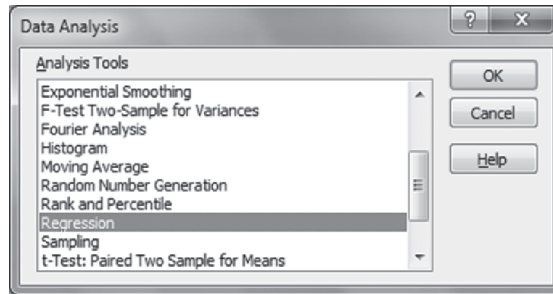 Data Analysis
Analysis Tools
Exponential Smoothing
F-Test Two-Sample for Variances
Fourier Analysis
Histogram
Moving Average
Random Number Generation
Rank and Percentile
Regression
Sampling
t-Test: Paired Two Sample for Means
?
X
OK
Cancel
Help